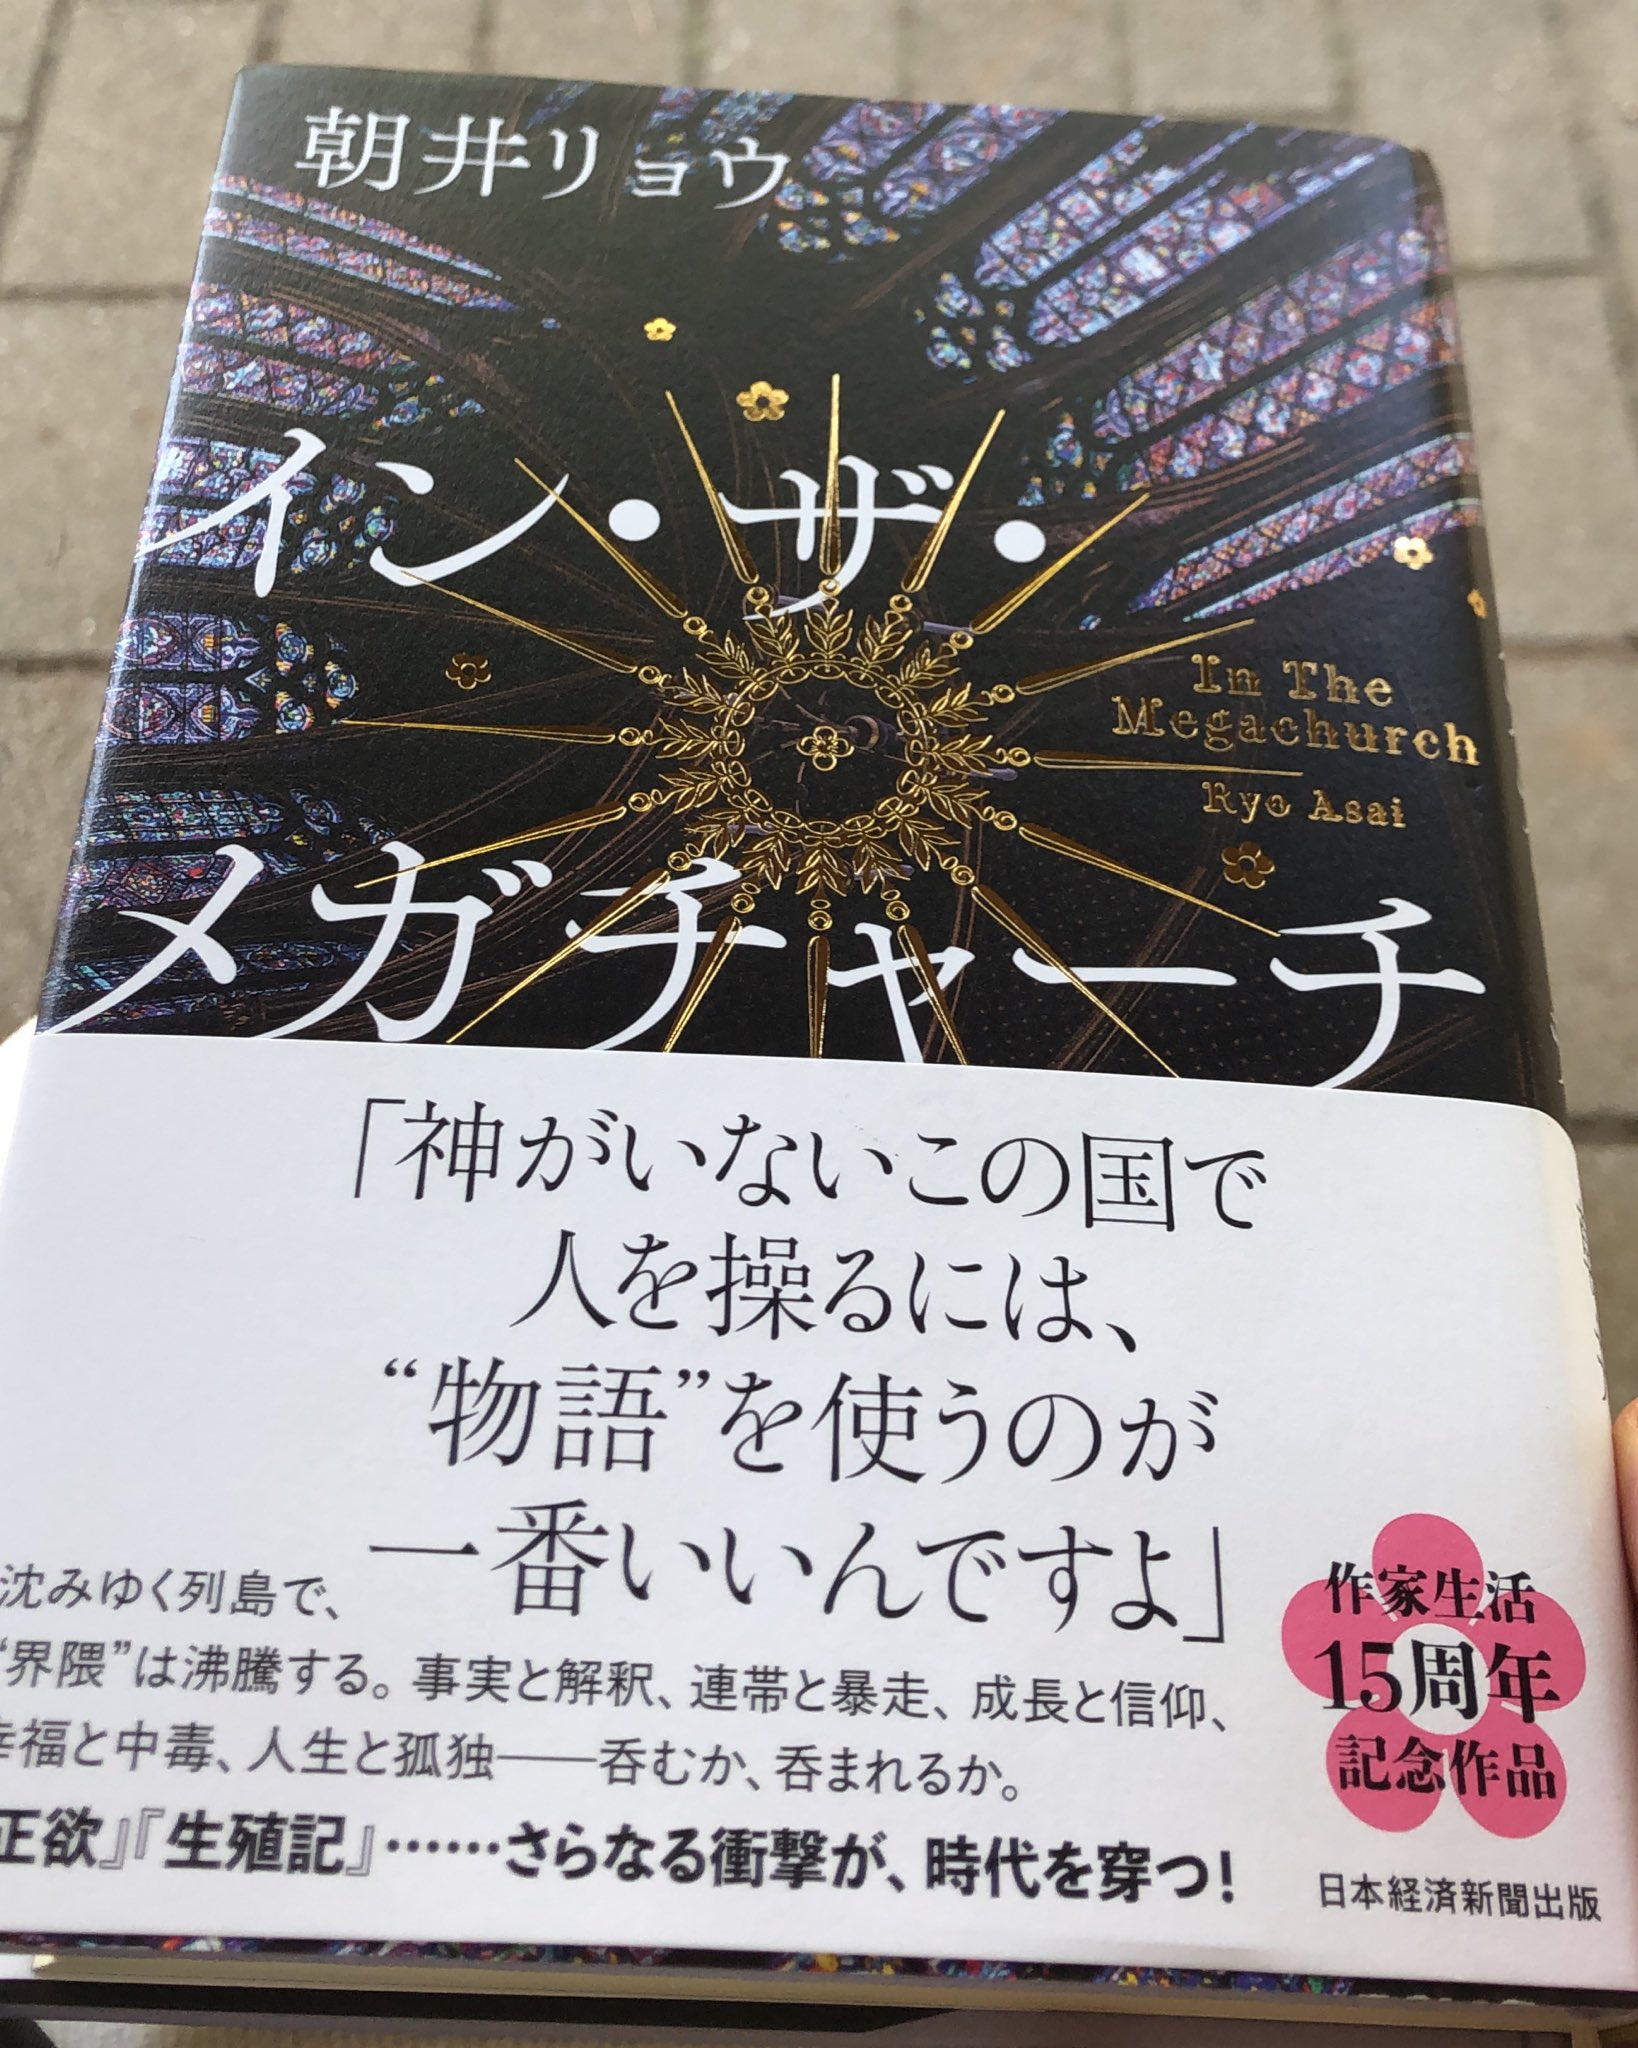 朝井リョウ
イン・ザ・
In The
Megachurch
Ryo Asai
メガチャーチ
「神がいないこの国で
人を操るには、
“物語”を使うのが
一番いいんですよ」
沈みゆく列島で、
“界隈”は沸騰する。事実と解釈、連帯と暴走、成長と信仰、
幸福と中毒、人生と孤独――呑むか、呑まれるか。
正欲』『生殖記』……さらなる衝撃が、時代を穿つ!
作家生活
15周年
記念作品
日本経済新聞出版